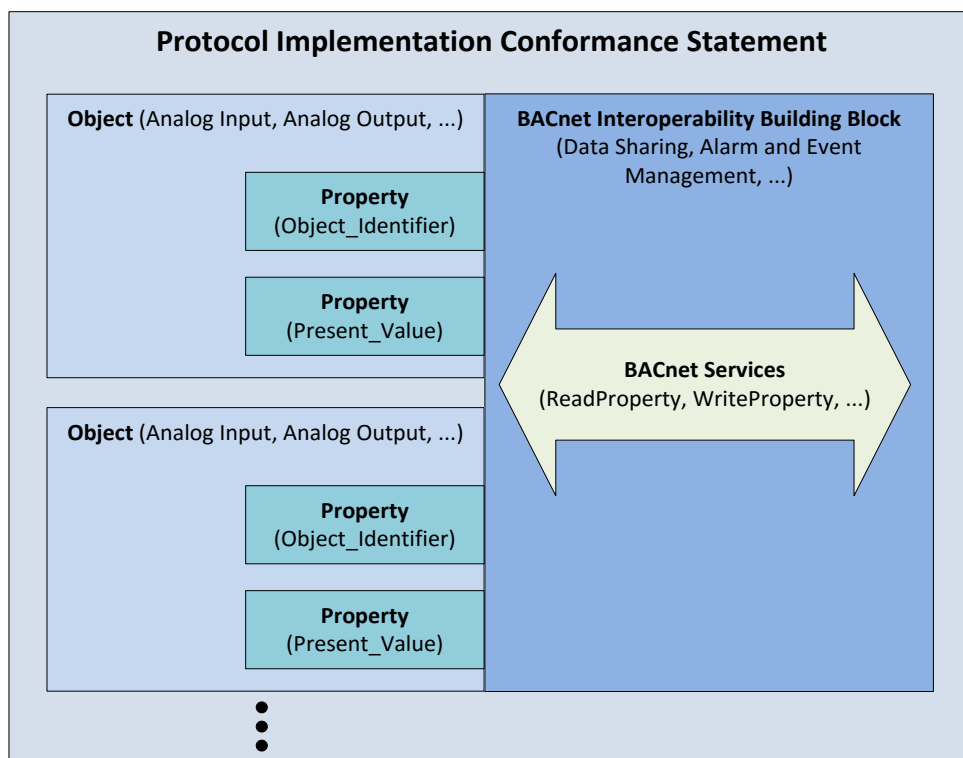 Protocol Implementation Conformance Statement
Object (Analog Input, Analog Output, ...)
Property
(Object_Identifier)
Property
(Present_Value)
Object (Analog Input, Analog Output, ...)
Property
(Object_Identifier)
Property
(Present_Value)
BACnet Interoperability Building Block
(Data Sharing, Alarm and Event
Management, ...)
BACnet Services
(ReadProperty, WriteProperty, ...)